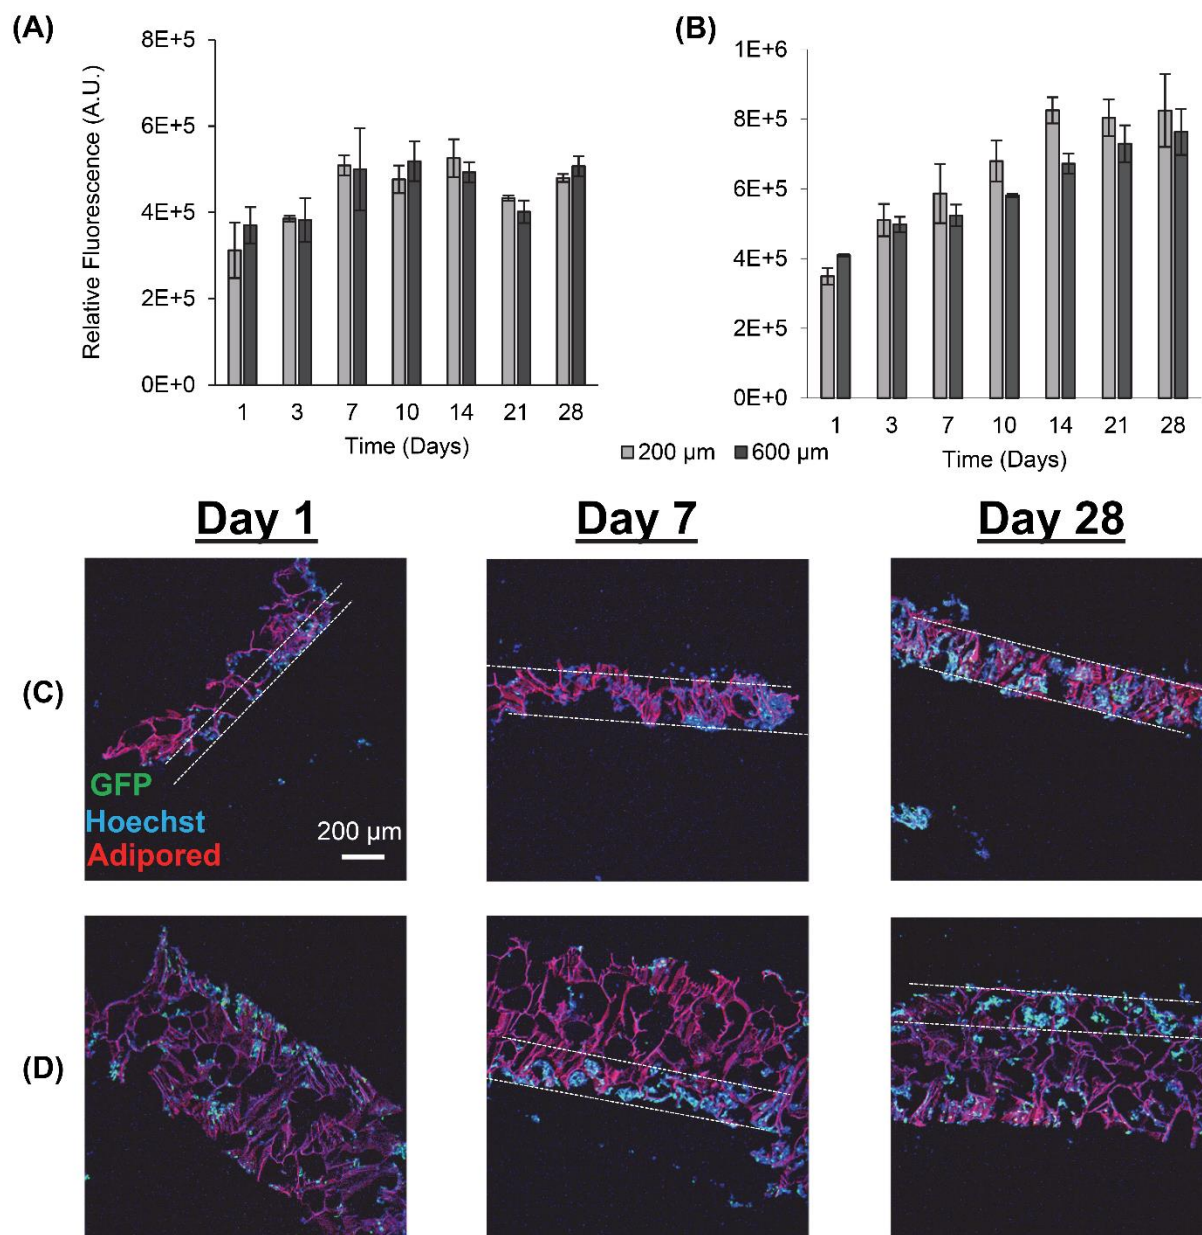 (A)
Relative Fluorescence (A.U.)
8E+5
6E+5
4E+5
2E+5
0E+0
1 3 7 10 14 21 28
Time (Days)
(B)
1E+6
8E+5
6E+5
4E+5
2E+5
0E+0
1 3 7 10 14 21 28
Time (Days)
200 µm 600 µm
Day 1 Day 7 Day 28
(C)
GFP
Hoechst
Adipored
200 µm
(D)